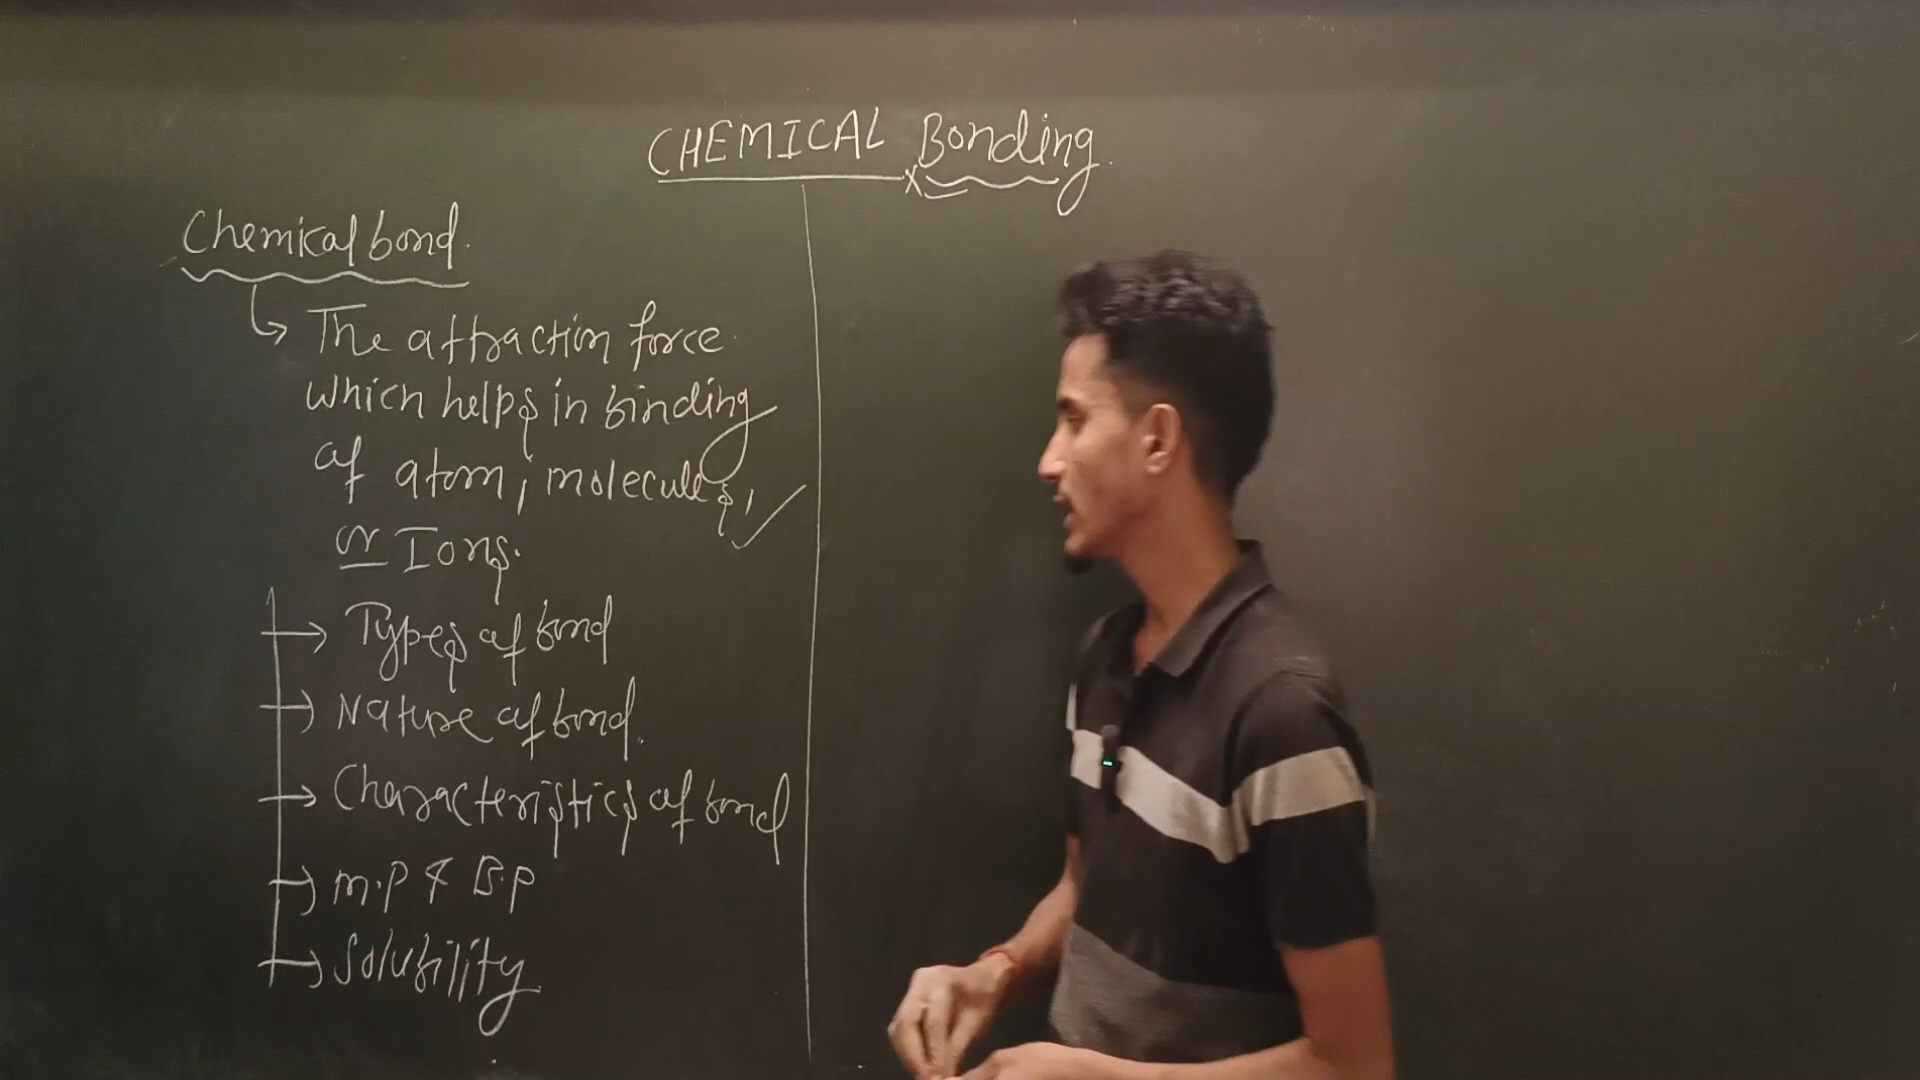 CHEMICAL Bonding.
Chemical bond.
The attraction force
which helps in binding
of atom, molecules,
or Ions.
Types of bond
Nature of bond.
Characteristics of bond
M.P & B.P
Solubility